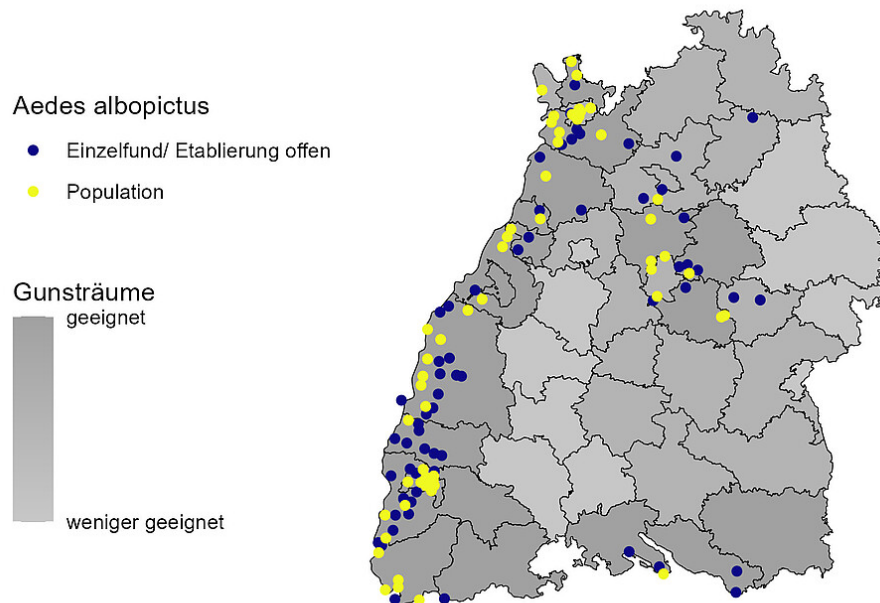 Aedes albopictus
Einzelfund/ Etablierung offen
Population
Gunsträume
geeignet
weniger geeignet